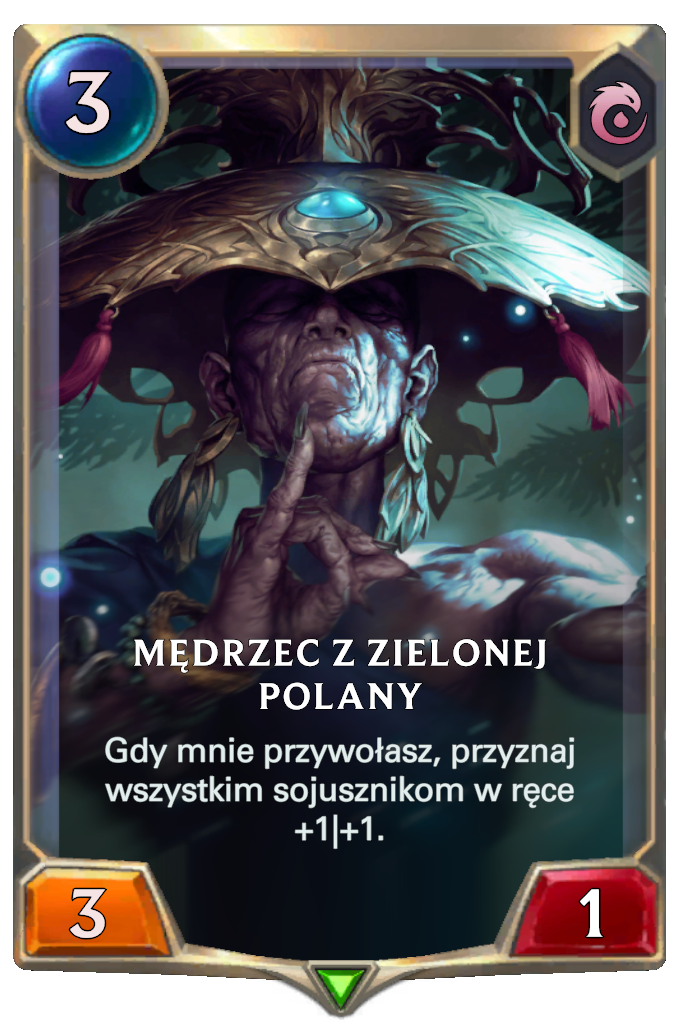 3
MĘDRZEC Z ZIELONEJ
POLANY
Gdy mnie przywołasz, przyznaj
wszystkim sojusznikom w ręce
+1|+1.
3
1